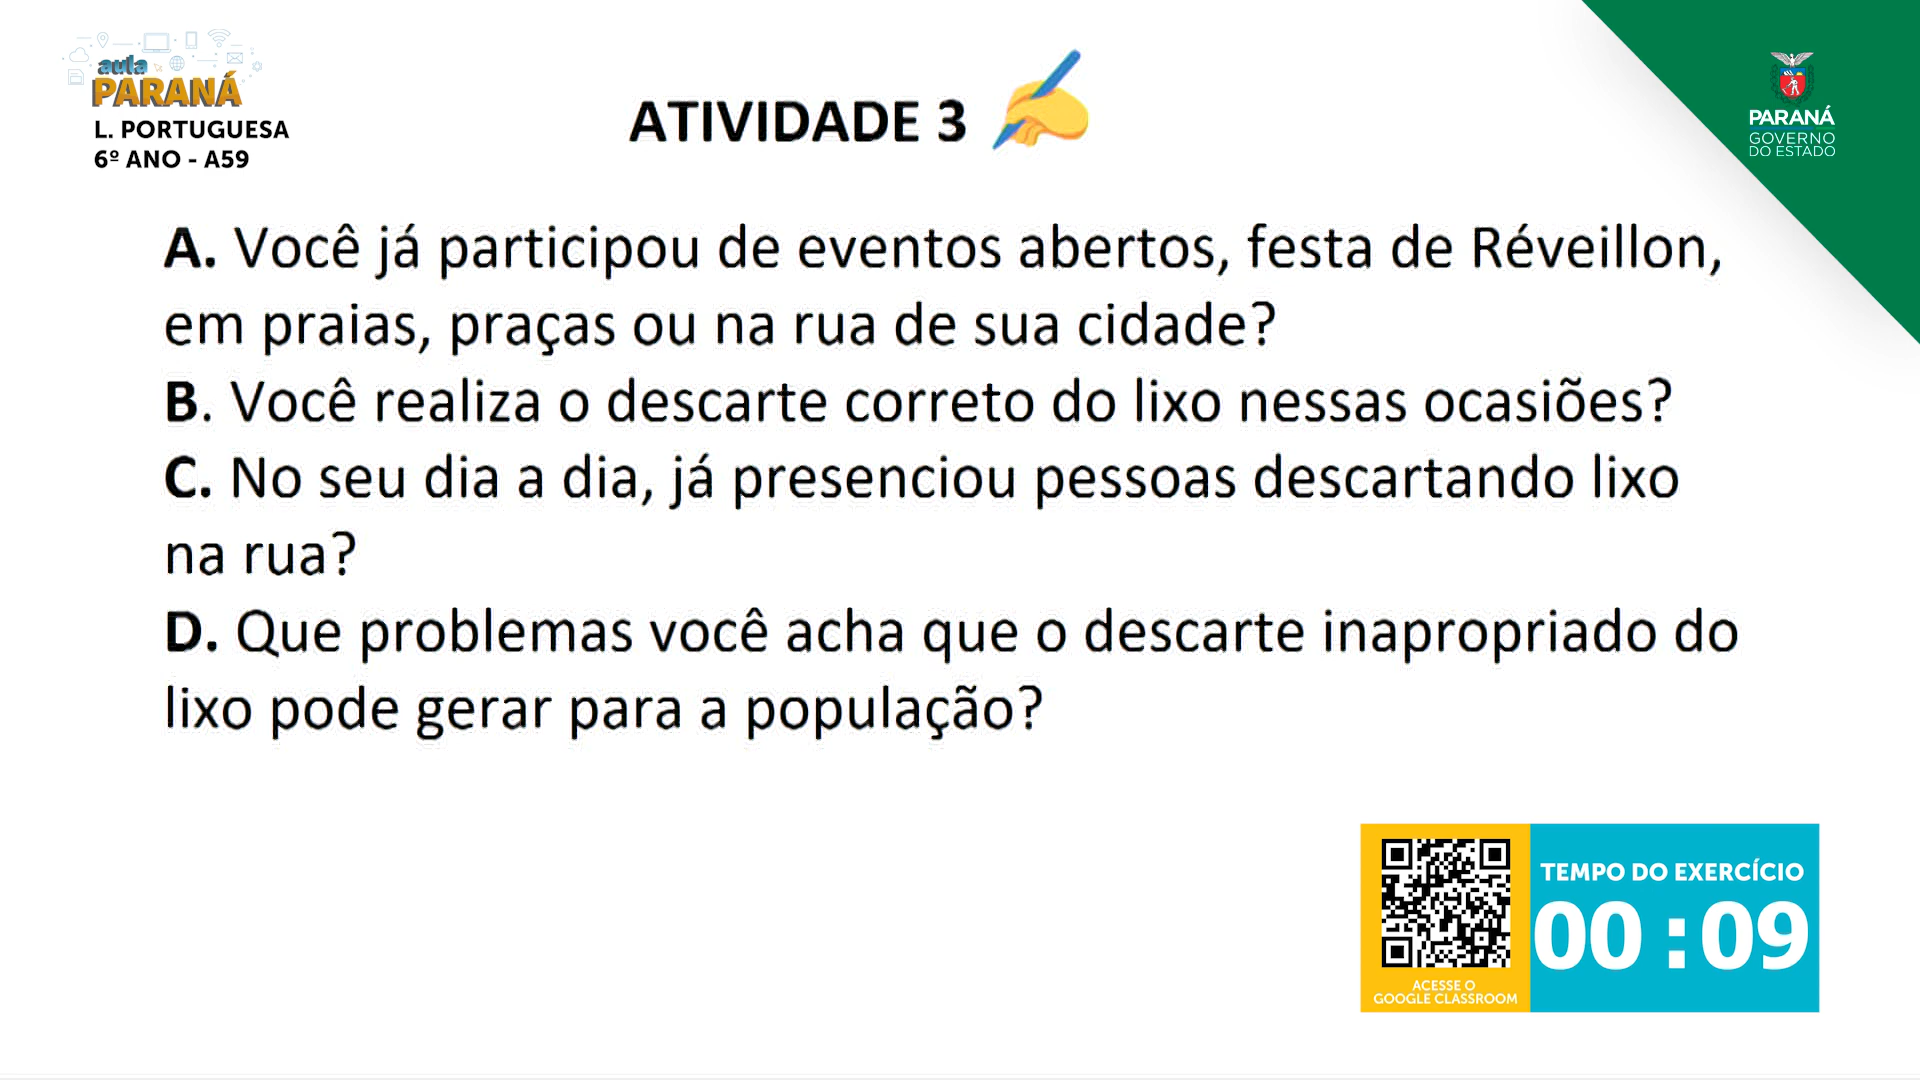 aula
PARANÁ
L. PORTUGUESA
6º ANO - A59
ATIVIDADE 3
PARANÁ
GOVERNO
DO ESTADO
A. Você já participou de eventos abertos, festa de Réveillon,
em praias, praças ou na rua de sua cidade?
B. Você realiza o descarte correto do lixo nessas ocasiões?
C. No seu dia a dia, já presenciou pessoas descartando lixo
na rua?
D. Que problemas você acha que o descarte inapropriado do
lixo pode gerar para a população?
ACESSE O
GOOGLE CLASSROOM
TEMPO DO EXERCÍCIO
00 : 09